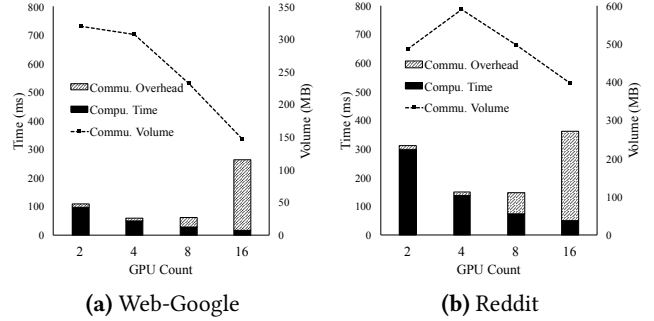 800
700
600
500
400
300
200
100
0
Time (ms)
350
300
250
200
150
100
50
0
Volume (MB)
Commu. Overhead
Compu. Time
Commu. Volume
2 4 8 16
GPU Count
(a) Web-Google
800
700
600
500
400
300
200
100
0
Time (ms)
600
500
400
300
200
100
0
Volume (MB)
Commu. Overhead
Compu. Time
Commu. Volume
2 4 8 16
GPU Count
(b) Reddit